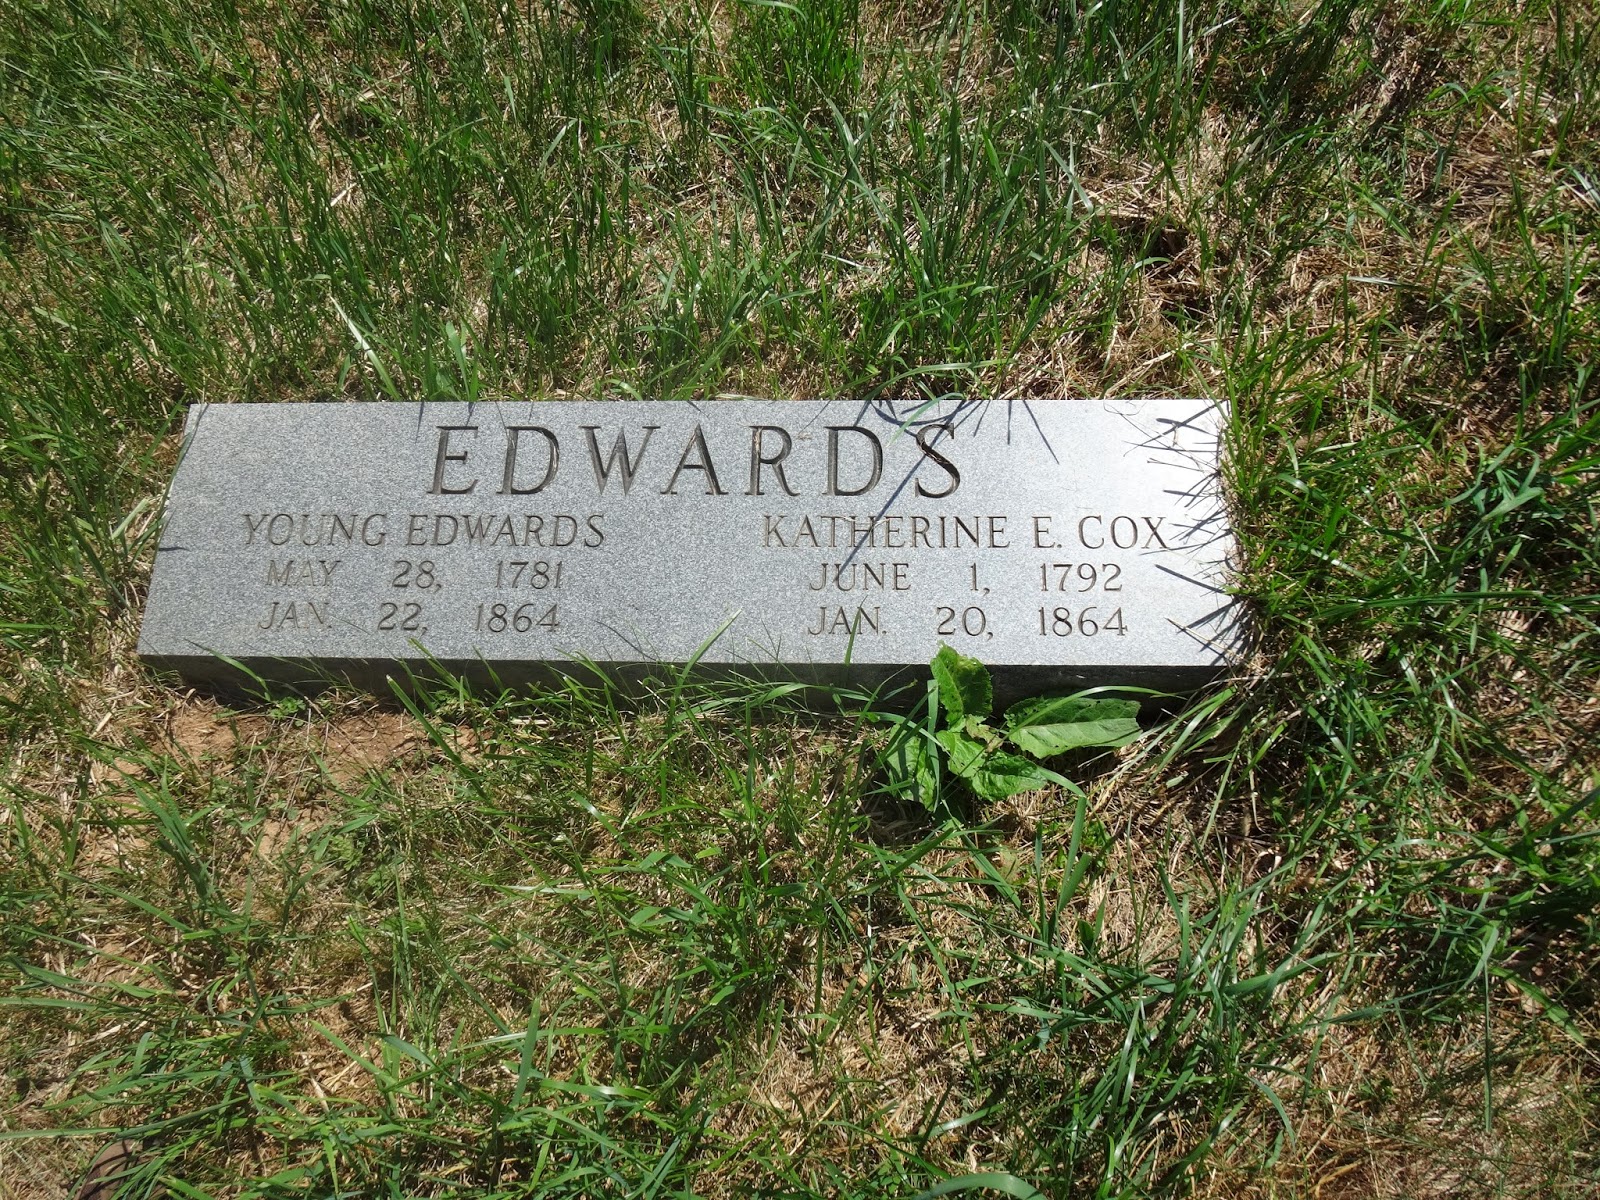 EDWARDS
YOUNG EDWARDS
MAY 28, 1781
JAN. 22, 1864
KATHERINE E. COX
JUNE 1, 1792
JAN. 20, 1864